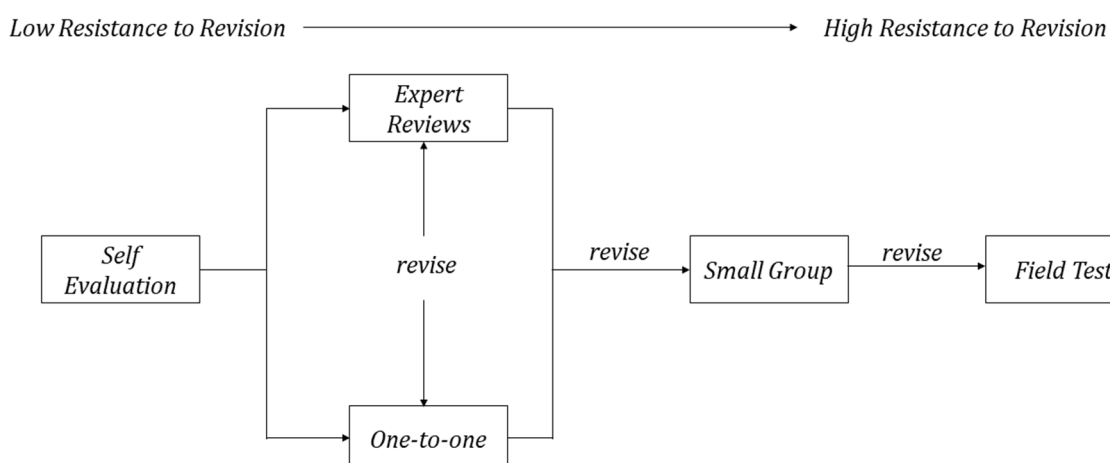 Low Resistance to Revision
High Resistance to Revision
Expert
Reviews
Self
Evaluation
revise
revise
Small Group
revise
Field Test
One-to-one